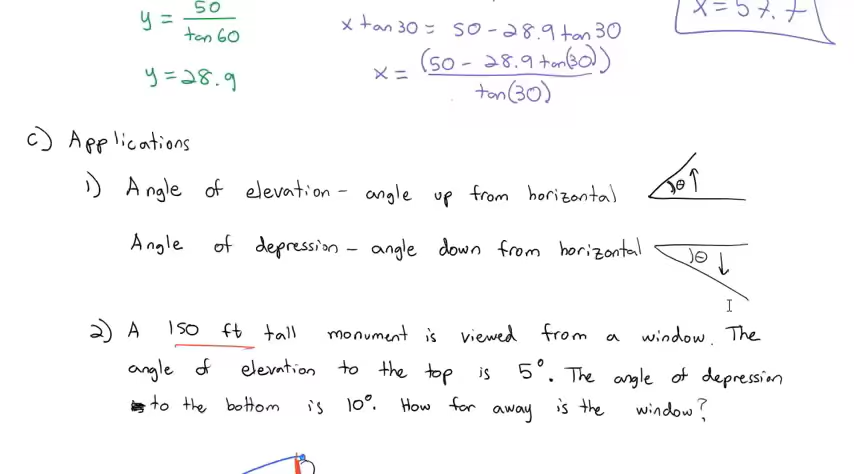 y = 50 / tan 60
x tan 30 = 50 - 28.9 tan 30
x = 57.7
y = 28.9
x = (50 - 28.9 tan(30)) / tan(30)
c) Applications
1) Angle of elevation - angle up from horizontal
θ ↑
Angle of depression - angle down from horizontal
θ ↓
2) A 150 ft tall monument is viewed from a window. The
angle of elevation to the top is 5°. The angle of depression
to the bottom is 10°. How far away is the window?